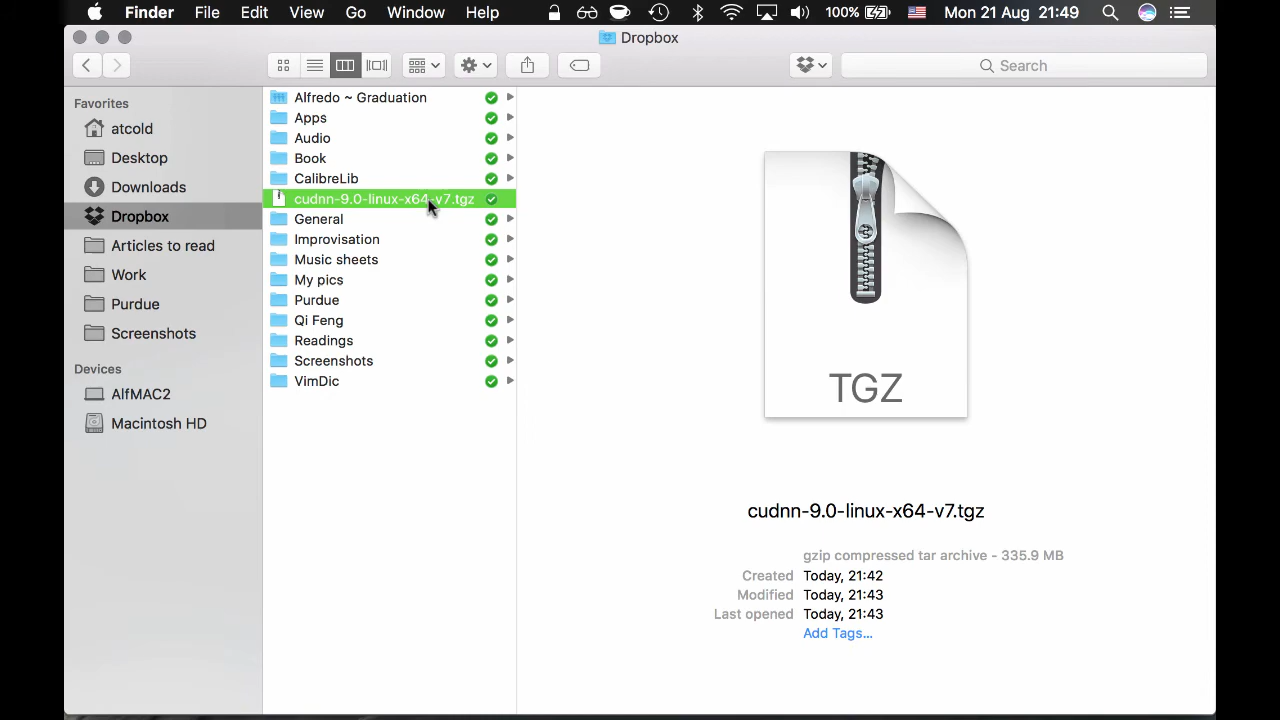 Finder File Edit View Go Window Help 100% Mon 21 Aug 21:49
Dropbox
Search
Favorites
atcold
Desktop
Downloads
Dropbox
Articles to read
Work
Purdue
Screenshots
Devices
AlfMAC2
Macintosh HD
Alfredo ~ Graduation
Apps
Audio
Book
CalibreLib
cudnn-9.0-linux-x64-v7.tgz
General
Improvisation
Music sheets
My pics
Purdue
Qi Feng
Readings
Screenshots
VimDic
TGZ
cudnn-9.0-linux-x64-v7.tgz
gzip compressed tar archive - 335.9 MB
Created Today, 21:42
Modified Today, 21:43
Last opened Today, 21:43
Add Tags...